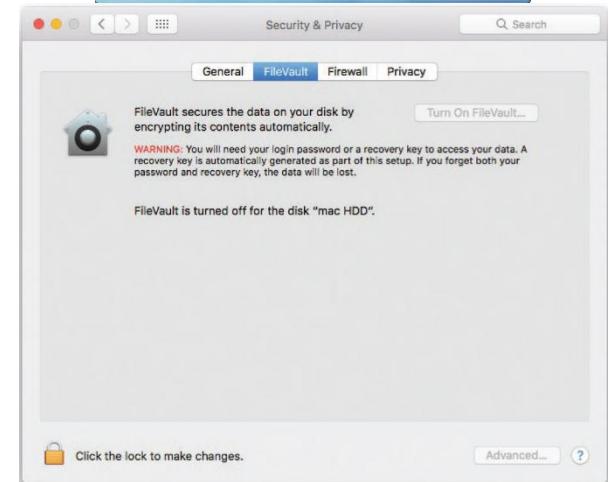 Security & Privacy
Search
General FileVault Firewall Privacy
FileVault secures the data on your disk by
encrypting its contents automatically.
Turn On FileVault...
WARNING: You will need your login password or a recovery key to access your data. A
recovery key is automatically generated as part of this setup. If you forget both your
password and recovery key, the data will be lost.
FileVault is turned off for the disk “mac HDD”.
Click the lock to make changes.
Advanced...
?